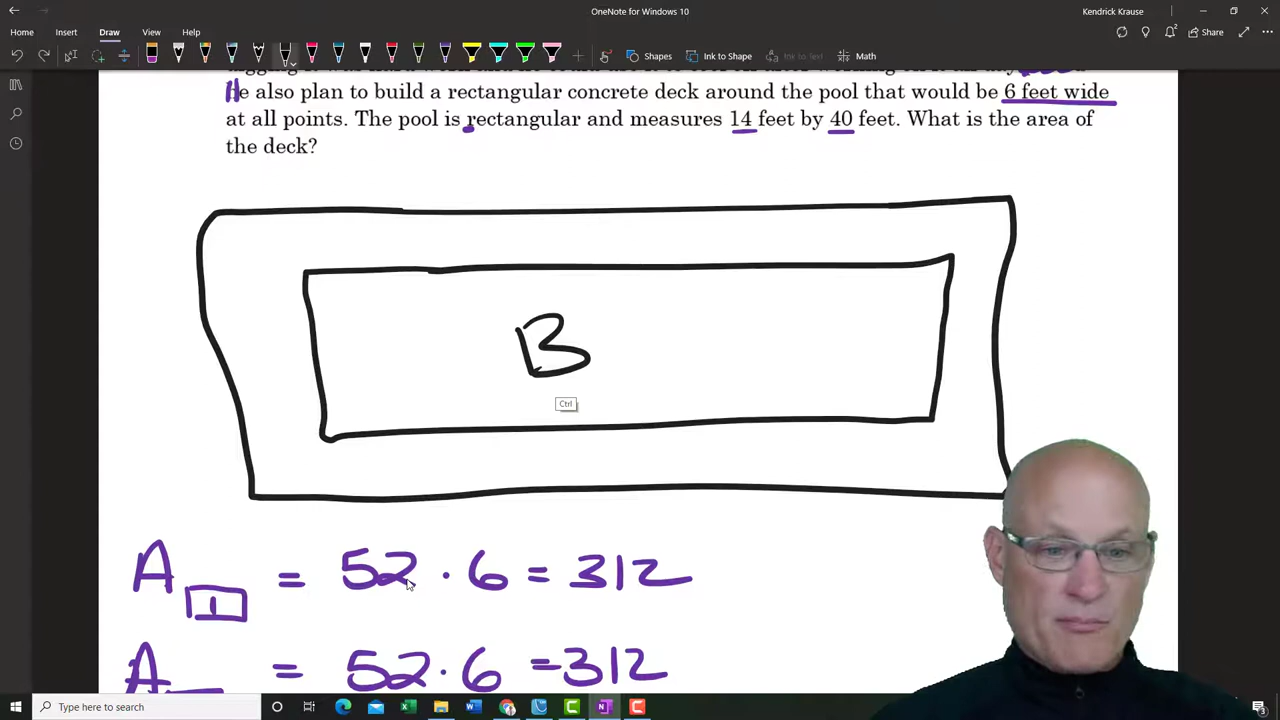 OneNote for Windows 10
Kendrick Krause
Home Insert Draw View Help
Share
Shapes Ink to Shape Ink to Text Math
he also plan to build a rectangular concrete deck around the pool that would be 6 feet wide
at all points. The pool is rectangular and measures 14 feet by 40 feet. What is the area of
the deck?
B
Ctrl
A 1 = 52 · 6 = 312
A = 52 · 6 = 312
Type here to search